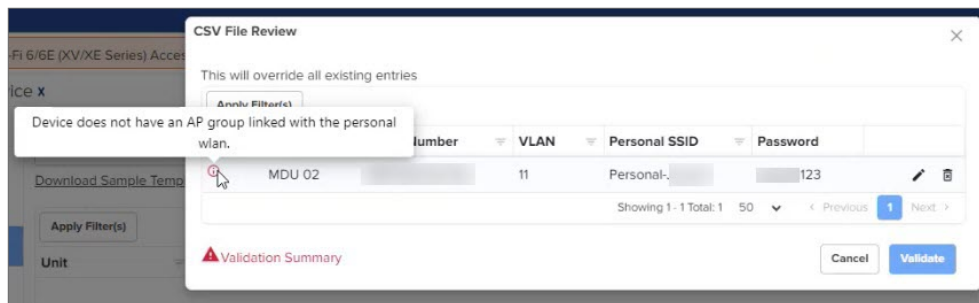 CSV File Review
-Fi 6/6E (XV/XE Series) Acces
This will override all existing entries
ice x
Apply Filter(s)
Device does not have an AP group linked with the personal
wlan.
Number VLAN Personal SSID Password
MDU 02 11 Personal-. 123
Download Sample Temp
Showing 1 - 1 Total: 1 50 < Previous 1 Next >
Apply Filter(s)
Unit
Validation Summary
Cancel Validate